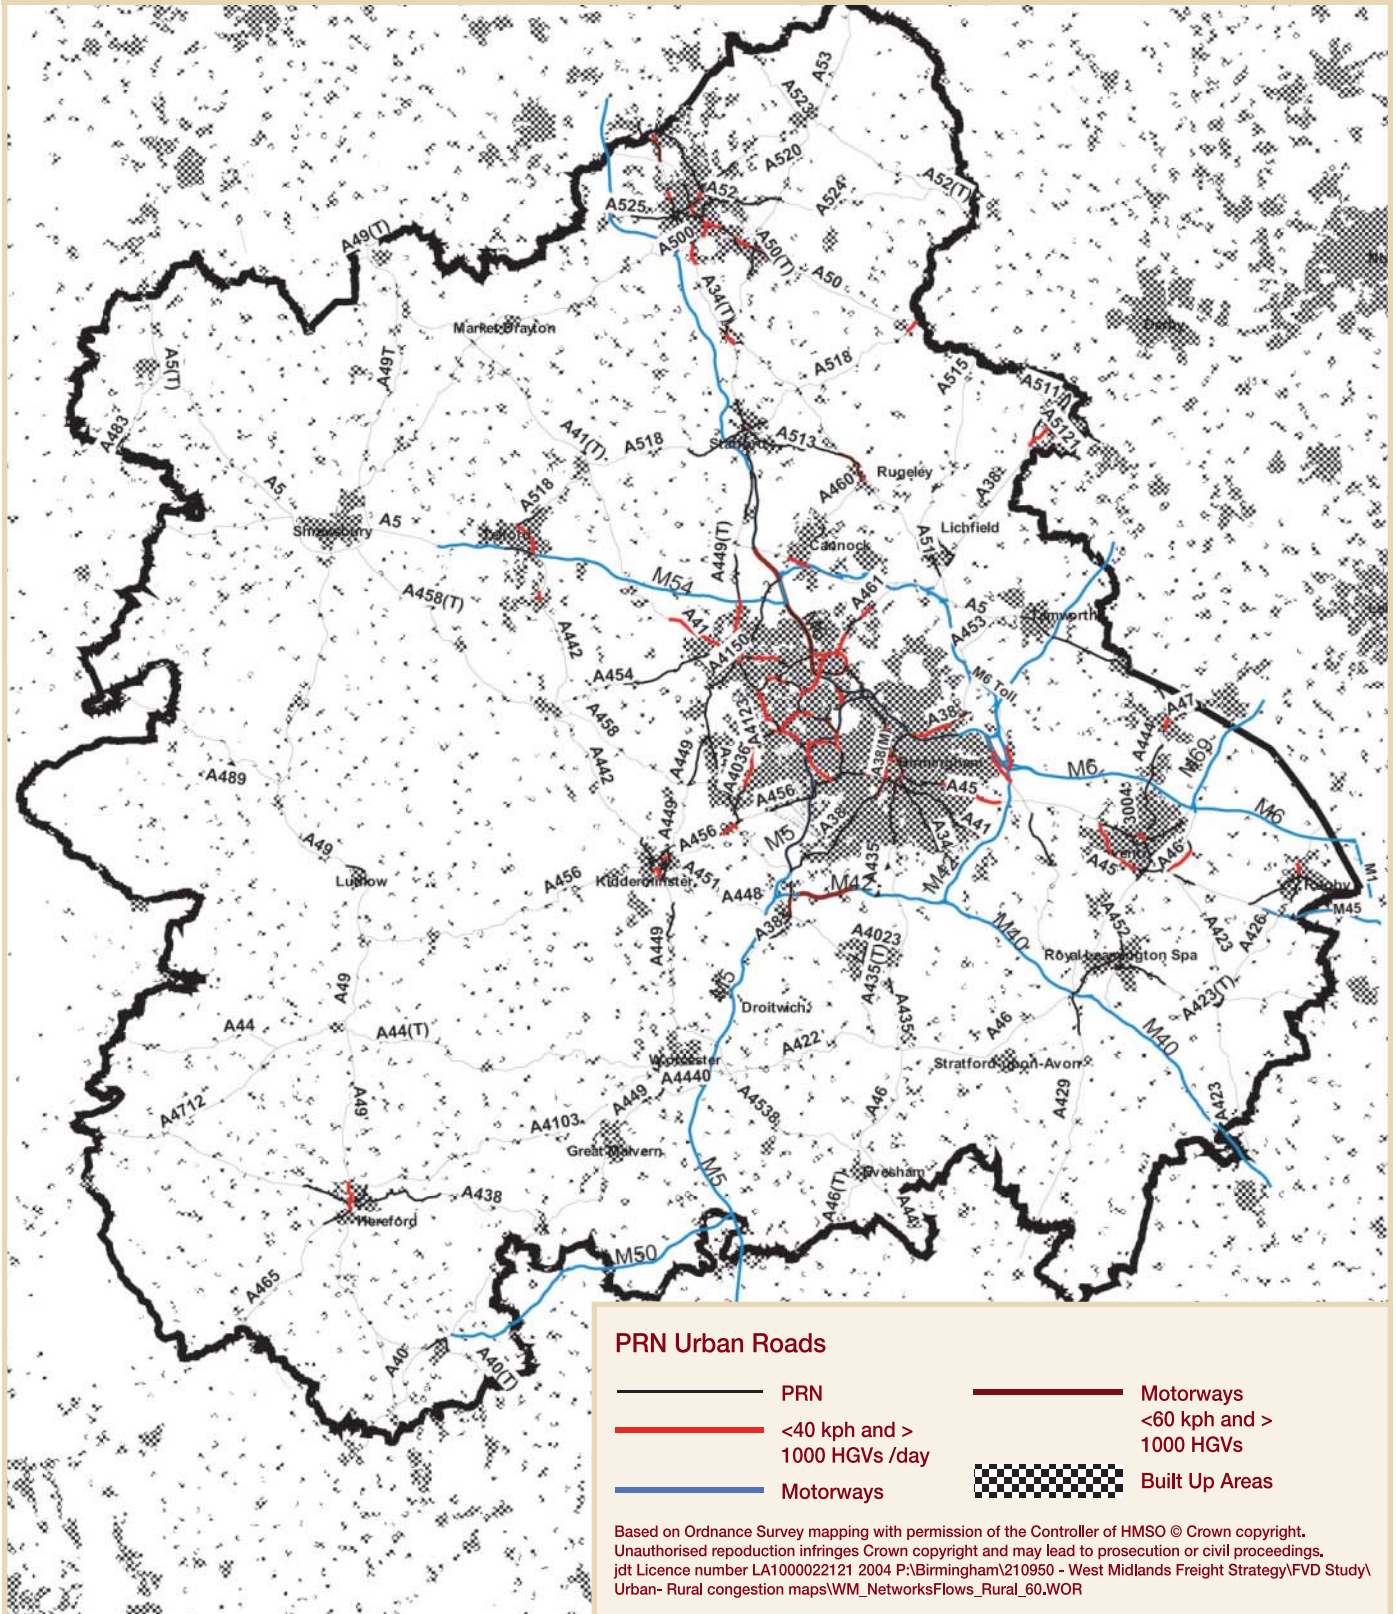 A53
A523
A520
A52(T)
A52
A524
A525
A49(T)
A500
A50(T)
A50
A34(T)
Derby
Market Drayton
A5(T)
A49T
A518
A515
A511
A5121
A483
A41(T)
A518
Stafford
A513
Rugeley
A460
A38
A5
A518
Shrewsbury
A5
Telford
A449(T)
Cannock
Lichfield
M54
A461
A458(T)
A5
Tamworth
A453
A41
A442
A4150
A454
M6 Toll
A458
A4123
A38
A47
A444
A449
A4036
A38(M)
Birmingham
M69
M6
A489
A442
A45
A456
A449
M5
A38
A41
A34
3004
M6
A49
A456
A45
A46
M1
Ludlow
A456
Kidderminster
A451
A435
M42
M42
A448
Rugby
M45
A38
A452
A423
A426
A449
A4023
M40
A435(T)
Royal Leamington Spa
A49
M5
Droitwich
A435
A423(T)
A44
A44(T)
A46
M40
A422
Worcester
Stratford-upon-Avon
A4440
A4712
A49
A449
A4538
A46
A429
A423
A4103
Great Malvern
M5
Evesham
A438
A46(T)
A44
Hereford
M50
A465
A40
A40(T)
PRN Urban Roads
PRN
<40 kph and >
1000 HGVs /day
Motorways
Motorways
<60 kph and >
1000 HGVs
Built Up Areas
Based on Ordnance Survey mapping with permission of the Controller of HMSO © Crown copyright.
Unauthorised repoduction infringes Crown copyright and may lead to prosecution or civil proceedings.
jdt Licence number LA1000022121 2004 P:\Birmingham\210950 - West Midlands Freight Strategy\FVD Study\
Urban- Rural congestion maps\WM_NetworksFlows_Rural_60.WOR